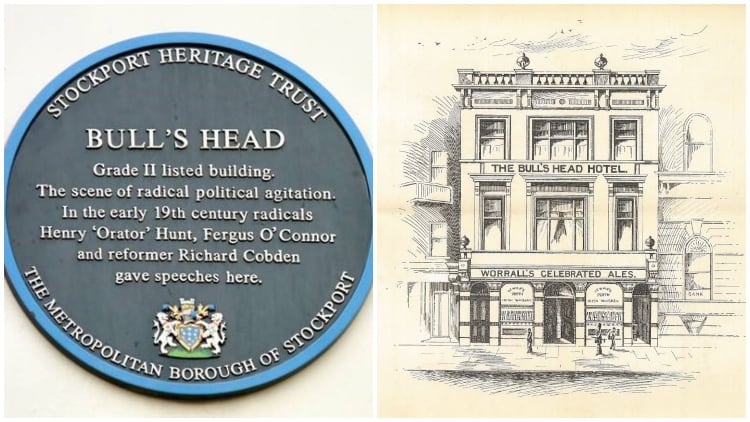 STOCKPORT HERITAGE TRUST
BULL'S HEAD
Grade II listed building.
The scene of radical political agitation.
In the early 19th century radicals
Henry 'Orator' Hunt, Fergus O'Connor
and reformer Richard Cobden
gave speeches here.
THE METROPOLITAN BOROUGH OF STOCKPORT
THE BULL'S HEAD HOTEL.
WORRALL'S CELEBRATED ALES.
BANK